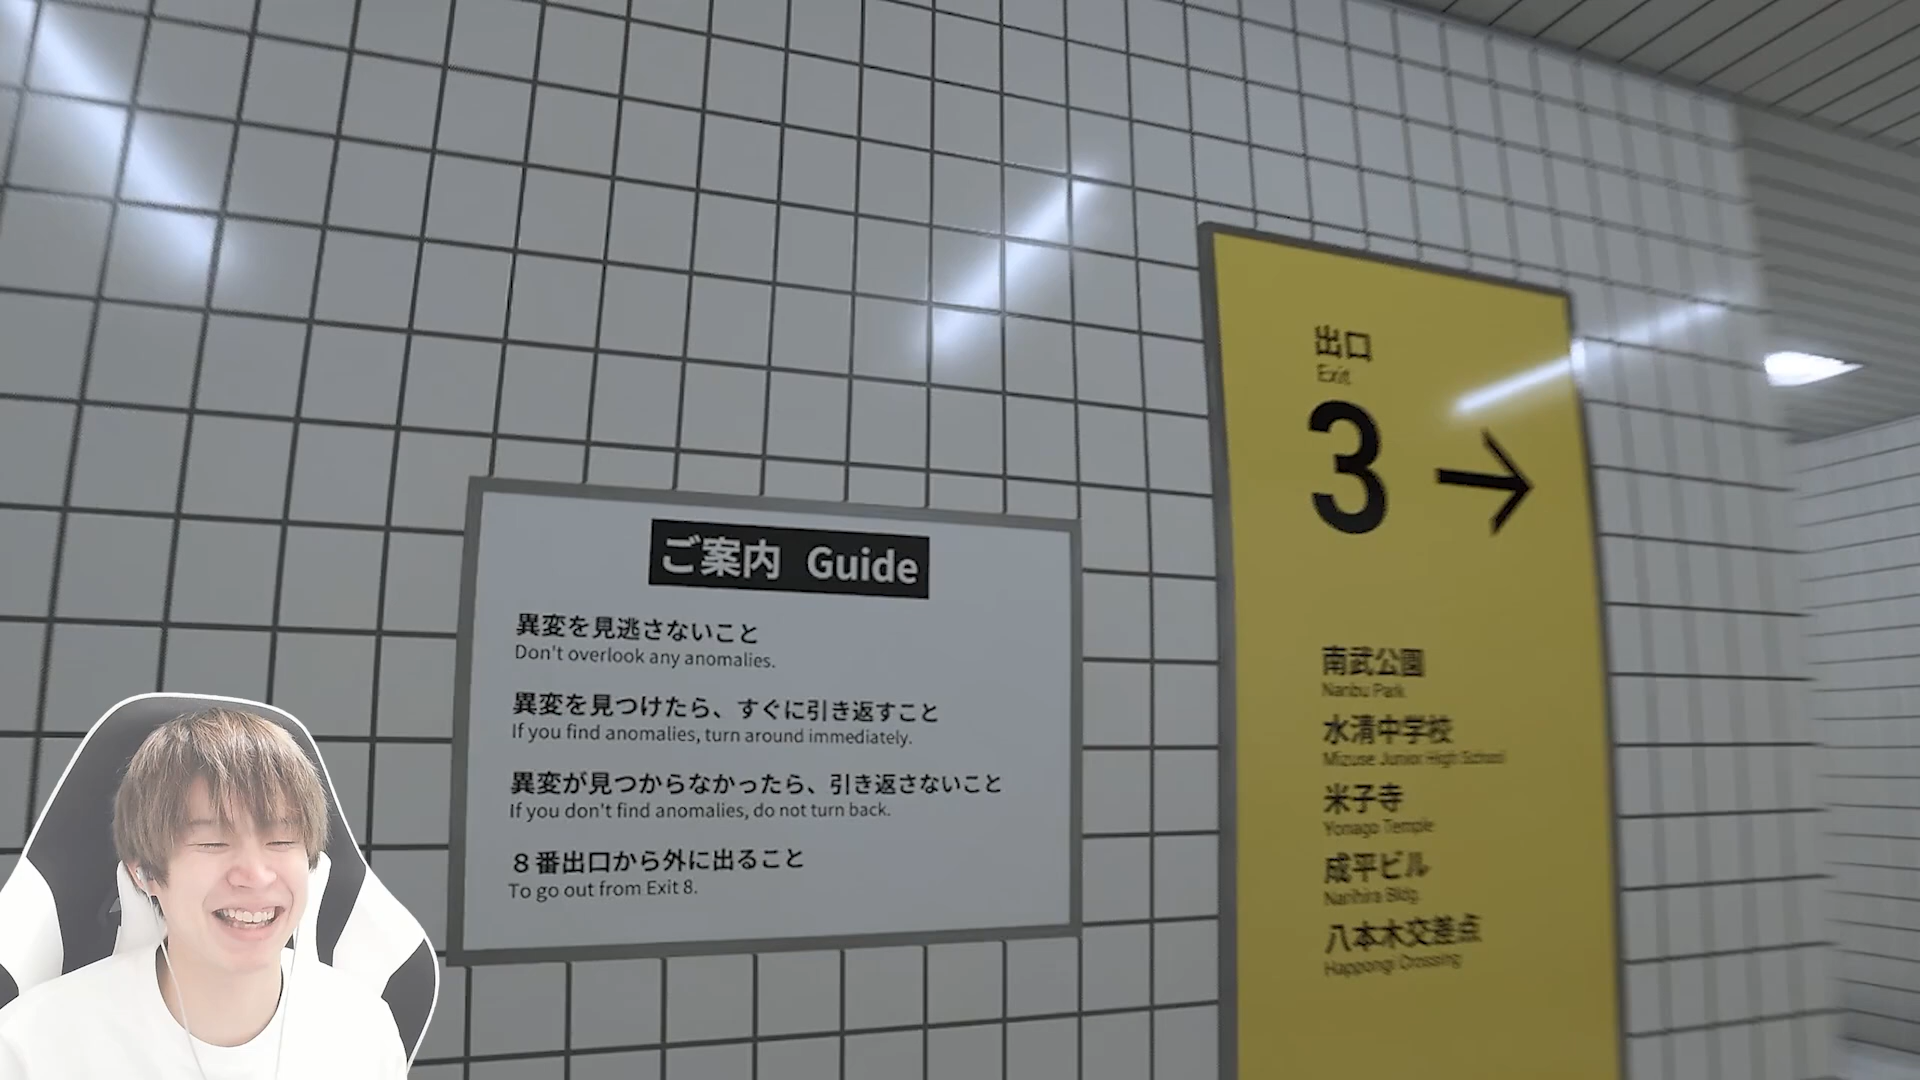 ご案内 Guide
異変を見逃さないこと
Don't overlook any anomalies.
異変を見つけたら、すぐに引き返すこと
If you find anomalies, turn around immediately.
異変が見つからなかったら、引き返さないこと
If you don't find anomalies, do not turn back.
８番出口から外に出ること
To go out from Exit 8.
出口
Exit
3 →
南武公園
Nanbu Park
水清中学校
Mizuse Junior High School
米子寺
Yonago Temple
成平ビル
Narihira Bldg.
八本木交差点
Happongi Crossing